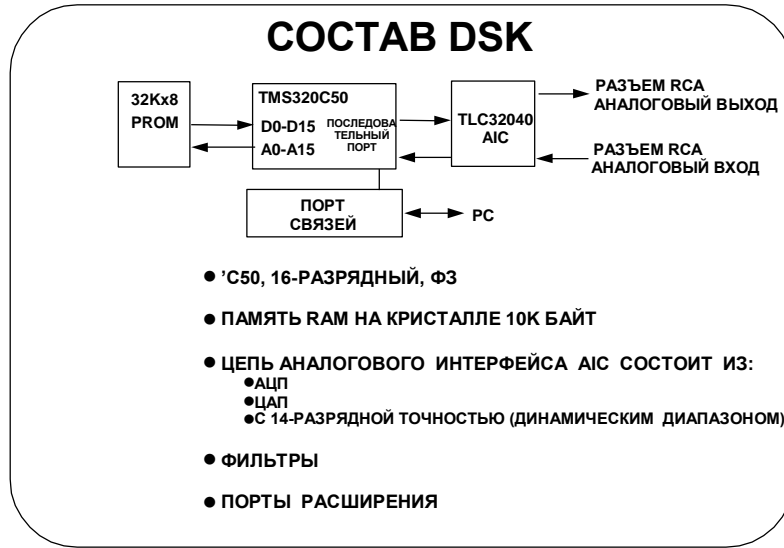 СОСТАВ DSK
32Kx8
PROM
TMS320C50
D0-D15
A0-A15
ПОСЛЕДОВА
ТЕЛЬНЫЙ
ПОРТ
TLC32040
AIC
РАЗЪЕМ RCA
АНАЛОГОВЫЙ ВЫХОД
РАЗЪЕМ RCA
АНАЛОГОВЫЙ ВХОД
ПОРТ
СВЯЗЕЙ
PC
● 'C50, 16-РАЗРЯДНЫЙ, ФЗ
● ПАМЯТЬ RAM НА КРИСТАЛЛЕ 10К БАЙТ
● ЦЕПЬ АНАЛОГОВОГО ИНТЕРФЕЙСА AIC СОСТОИТ ИЗ:
●АЦП
●ЦАП
●С 14-РАЗРЯДНОЙ ТОЧНОСТЬЮ (ДИНАМИЧЕСКИМ ДИАПАЗОНОМ)
● ФИЛЬТРЫ
● ПОРТЫ РАСШИРЕНИЯ